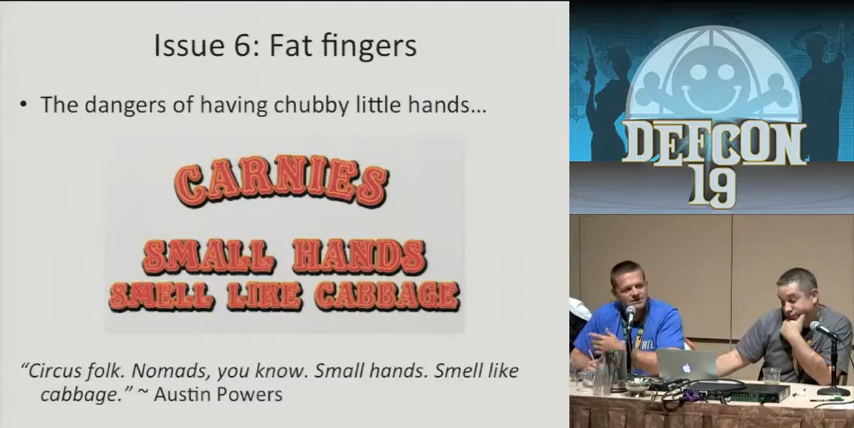 Issue 6: Fat fingers
• The dangers of having chubby little hands...
CARNIES
SMALL HANDS
SMELL LIKE CABBAGE
“Circus folk. Nomads, you know. Small hands. Smell like
cabbage.” ~ Austin Powers
DEFCON
19